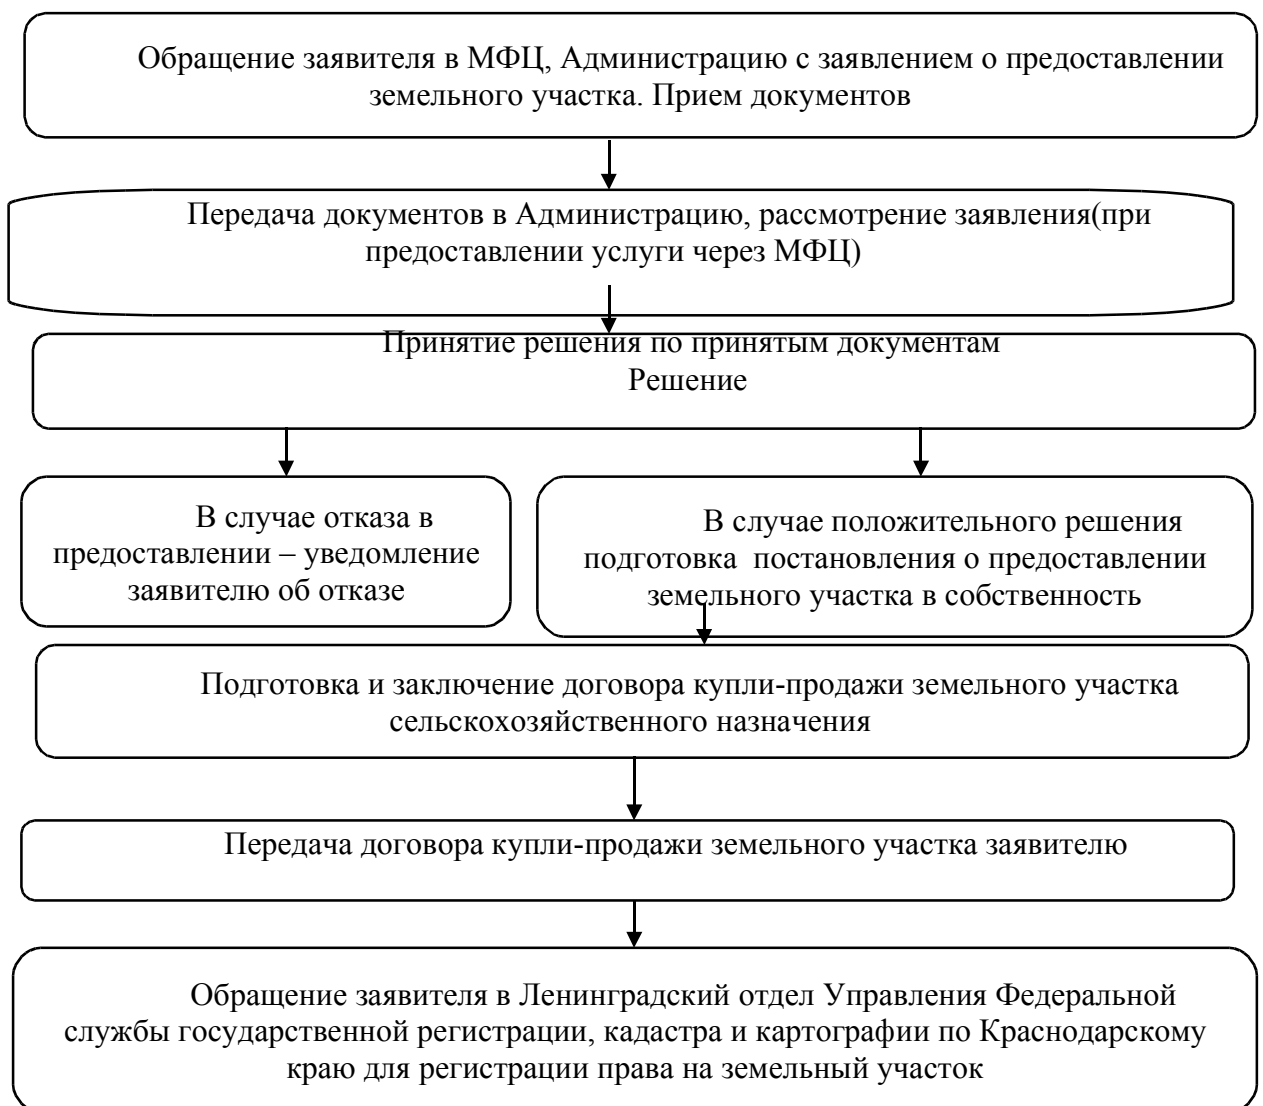 Обращение заявителя в МФЦ, Администрацию с заявлением о предоставлении
земельного участка. Прием документов
Передача документов в Администрацию, рассмотрение заявления(при
предоставлении услуги через МФЦ)
Принятие решения по принятым документам
Решение
В случае отказа в
предоставлении – уведомление
заявителю об отказе
В случае положительного решения
подготовка  постановления о предоставлении
земельного участка в собственность
Подготовка и заключение договора купли-продажи земельного участка
сельскохозяйственного назначения
Передача договора купли-продажи земельного участка заявителю
Обращение заявителя в Ленинградский отдел Управления Федеральной
службы государственной регистрации, кадастра и картографии по Краснодарскому
краю для регистрации права на земельный участок